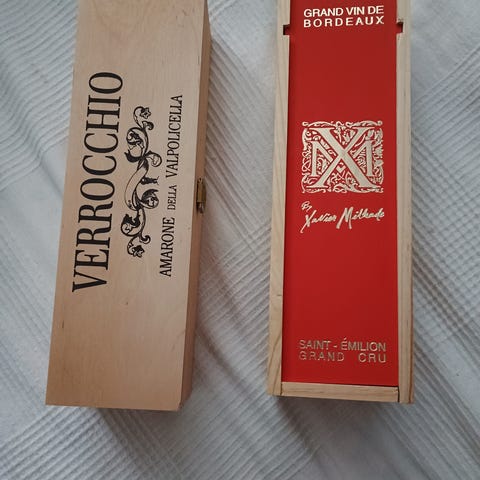 VERROCCHIO
AMARONE DELLA VALPOLICELLA
GRAND VIN DE
BORDEAUX
XM
By
Xavier Milhade
SAINT-ÉMILION
GRAND CRU